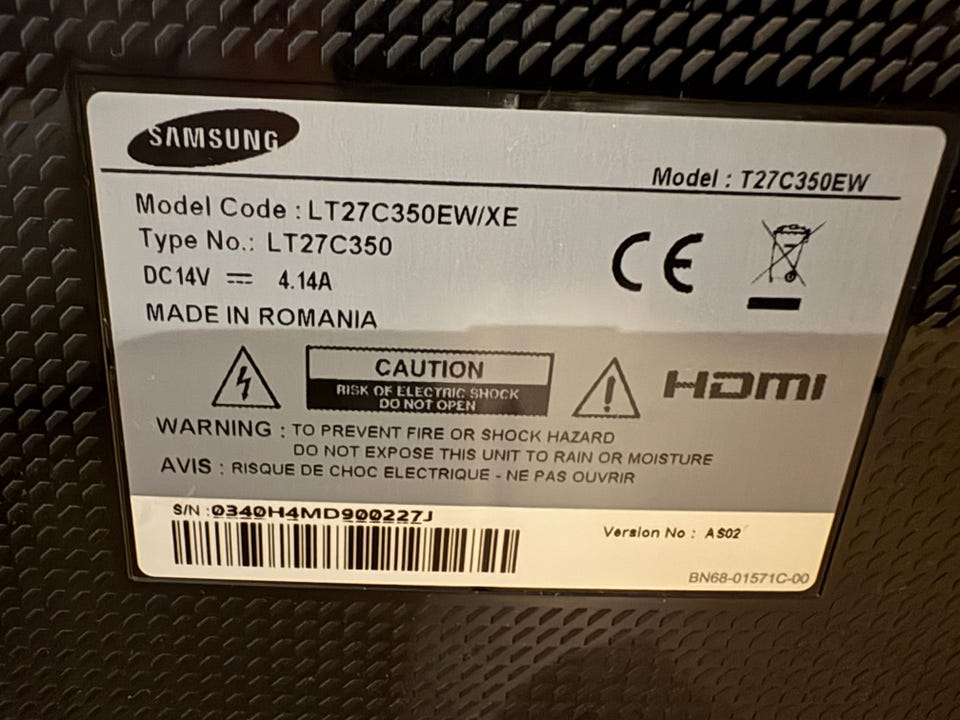 SAMSUNG
Model : T27C350EW
Model Code : LT27C350EW/XE
Type No.: LT27C350
DC14V ⎓ 4.14A
MADE IN ROMANIA
CE
CAUTION
RISK OF ELECTRIC SHOCK
DO NOT OPEN
HDMI
WARNING : TO PREVENT FIRE OR SHOCK HAZARD
DO NOT EXPOSE THIS UNIT TO RAIN OR MOISTURE
AVIS : RISQUE DE CHOC ELECTRIQUE - NE PAS OUVRIR
S/N :0340H4MD900227J
Version No : AS02
BN68-01571C-00